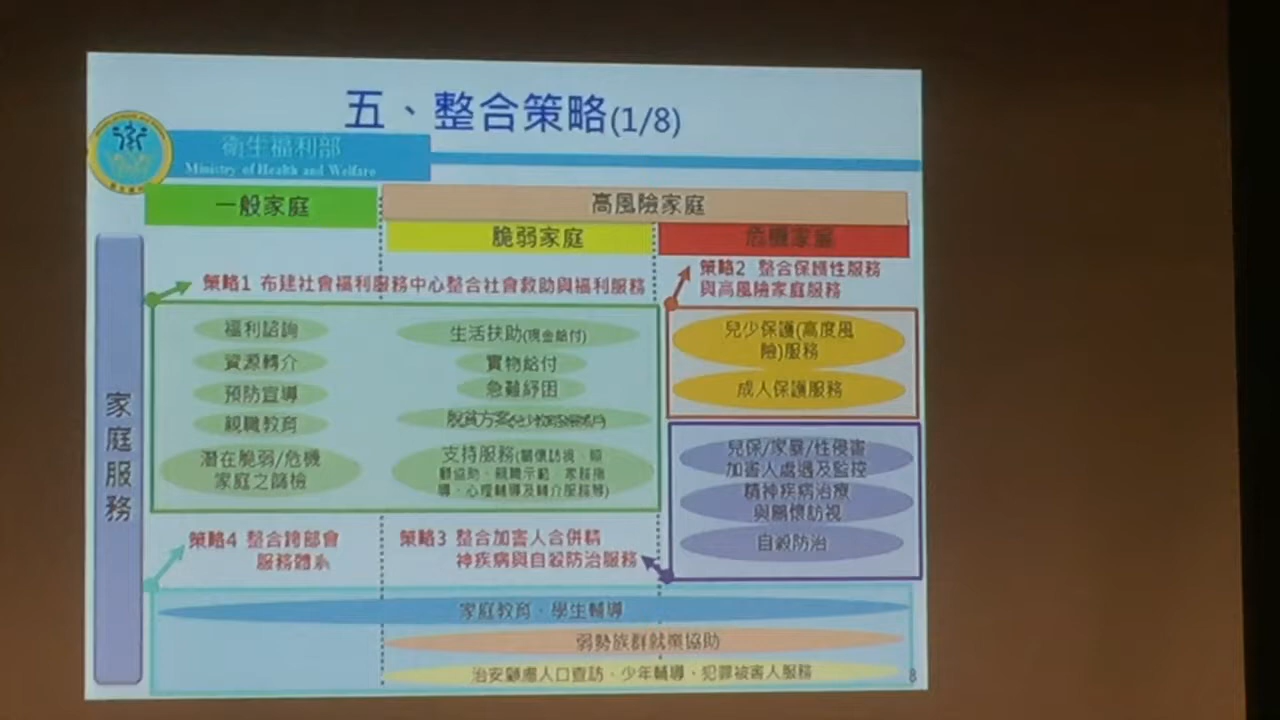 五、整合策略(1/8)
衛生福利部
Ministry of Health and Welfare
一般家庭
高風險家庭
脆弱家庭
危機家庭
家庭服務
策略1 布建社會福利服務中心整合社會救助與福利服務
策略2 整合保護性服務
與高風險家庭服務
福利諮詢
資源轉介
預防宣導
親職教育
潛在脆弱/危機
家庭之篩檢
生活扶助(現金給付)
實物給付
急難紓困
脫貧方案
支持服務(關懷訪視、照
顧協助、親職示範、家務指
導、心理輔導及轉介服務等)
兒少保護(高度風
險)服務
成人保護服務
兒保/家暴/性侵害
加害人處遇及監控
精神疾病治療
與關懷訪視
自殺防治
策略4 整合跨部會
服務體系
策略3 整合加害人合併精
神疾病與自殺防治服務
家庭教育、學生輔導
弱勢族群就業協助
治安顧慮人口查訪、少年輔導、犯罪被害人服務
8